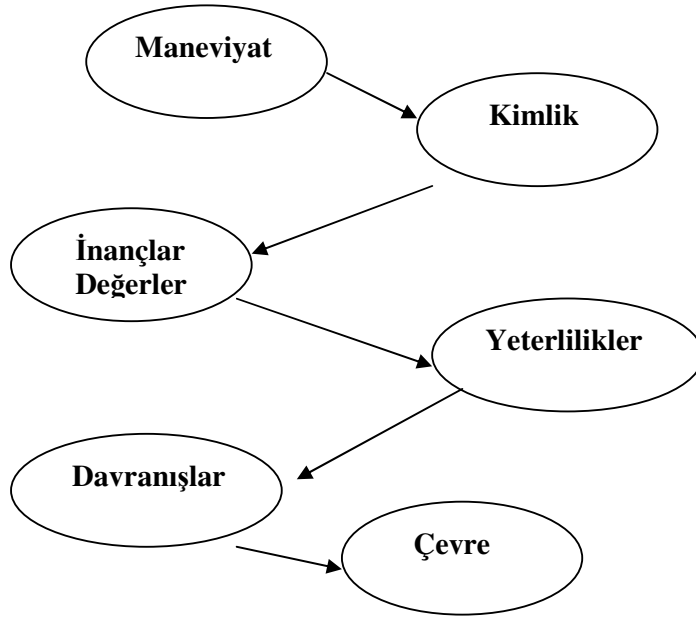 Maneviyat
Kimlik
İnançlar
Değerler
Yeterlilikler
Davranışlar
Çevre